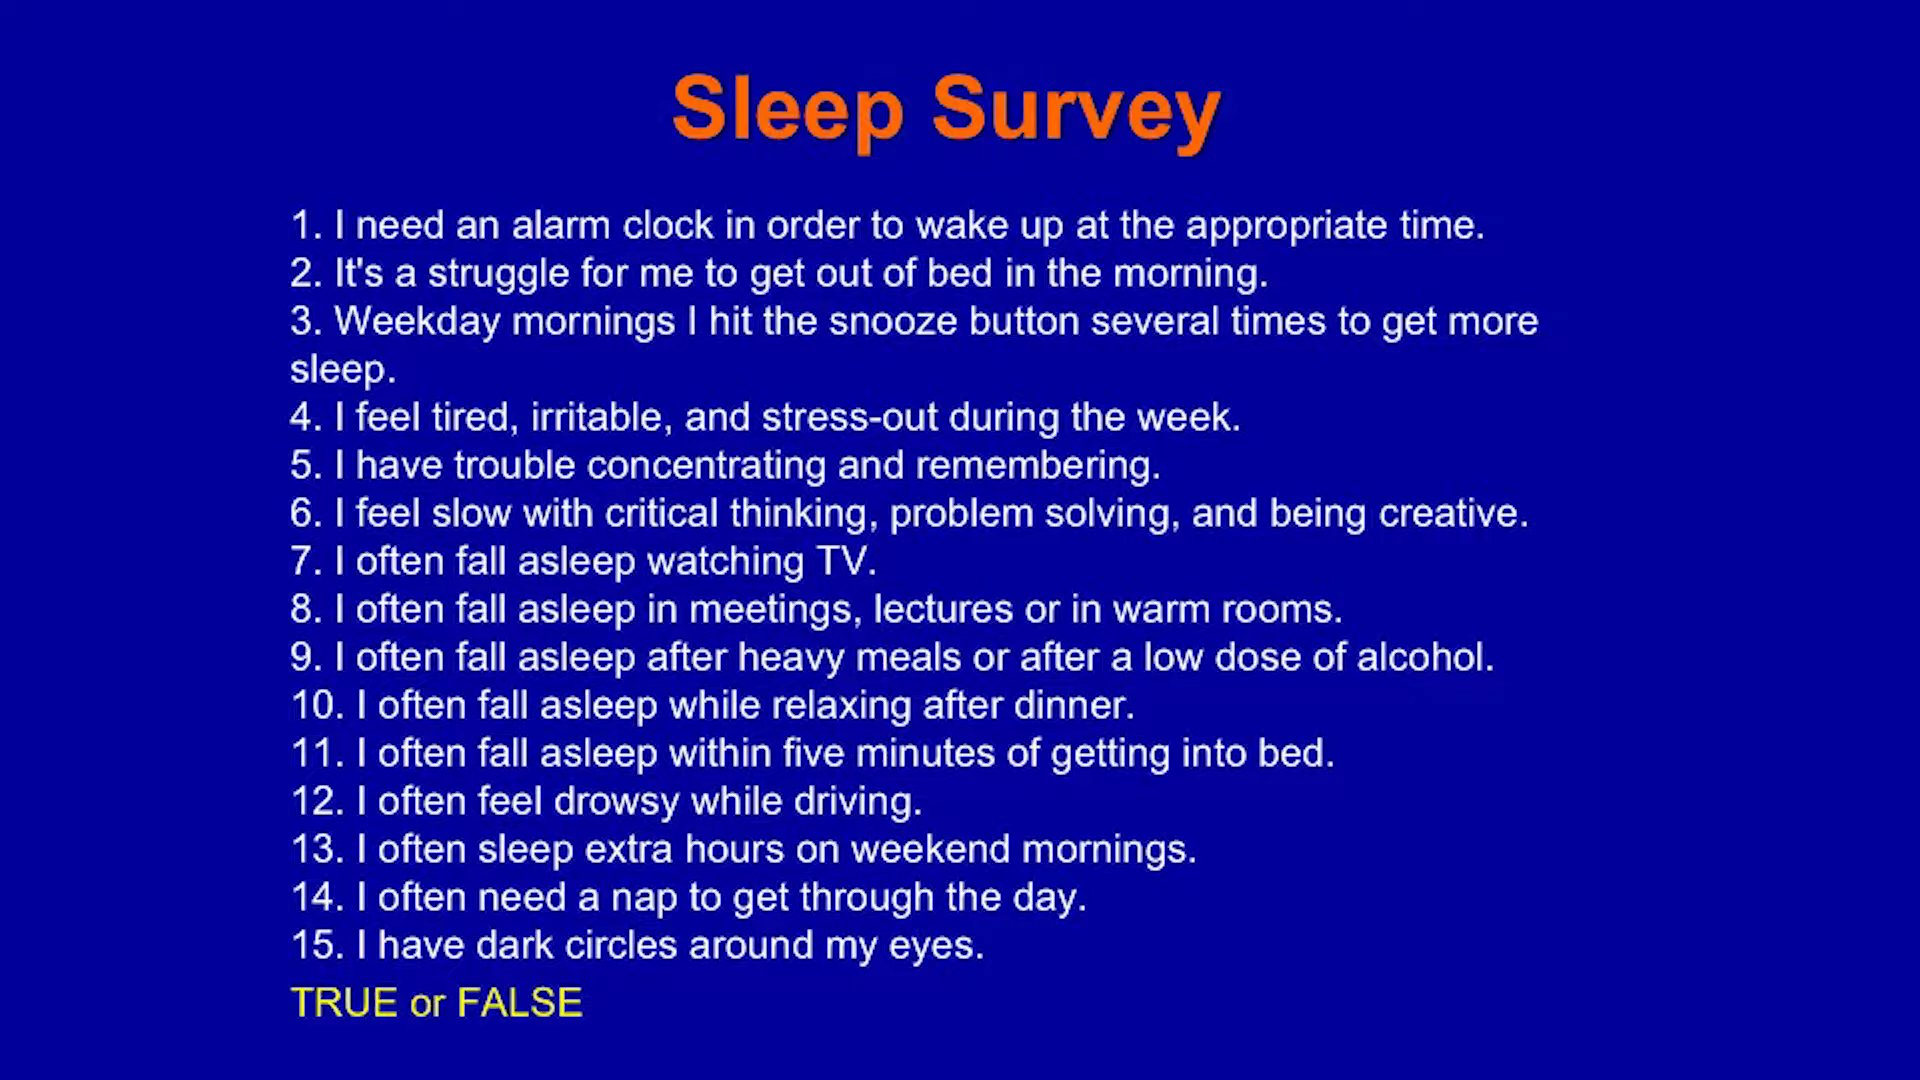 Sleep Survey
1. I need an alarm clock in order to wake up at the appropriate time.
2. It's a struggle for me to get out of bed in the morning.
3. Weekday mornings I hit the snooze button several times to get more
sleep.
4. I feel tired, irritable, and stress-out during the week.
5. I have trouble concentrating and remembering.
6. I feel slow with critical thinking, problem solving, and being creative.
7. I often fall asleep watching TV.
8. I often fall asleep in meetings, lectures or in warm rooms.
9. I often fall asleep after heavy meals or after a low dose of alcohol.
10. I often fall asleep while relaxing after dinner.
11. I often fall asleep within five minutes of getting into bed.
12. I often feel drowsy while driving.
13. I often sleep extra hours on weekend mornings.
14. I often need a nap to get through the day.
15. I have dark circles around my eyes.
TRUE or FALSE